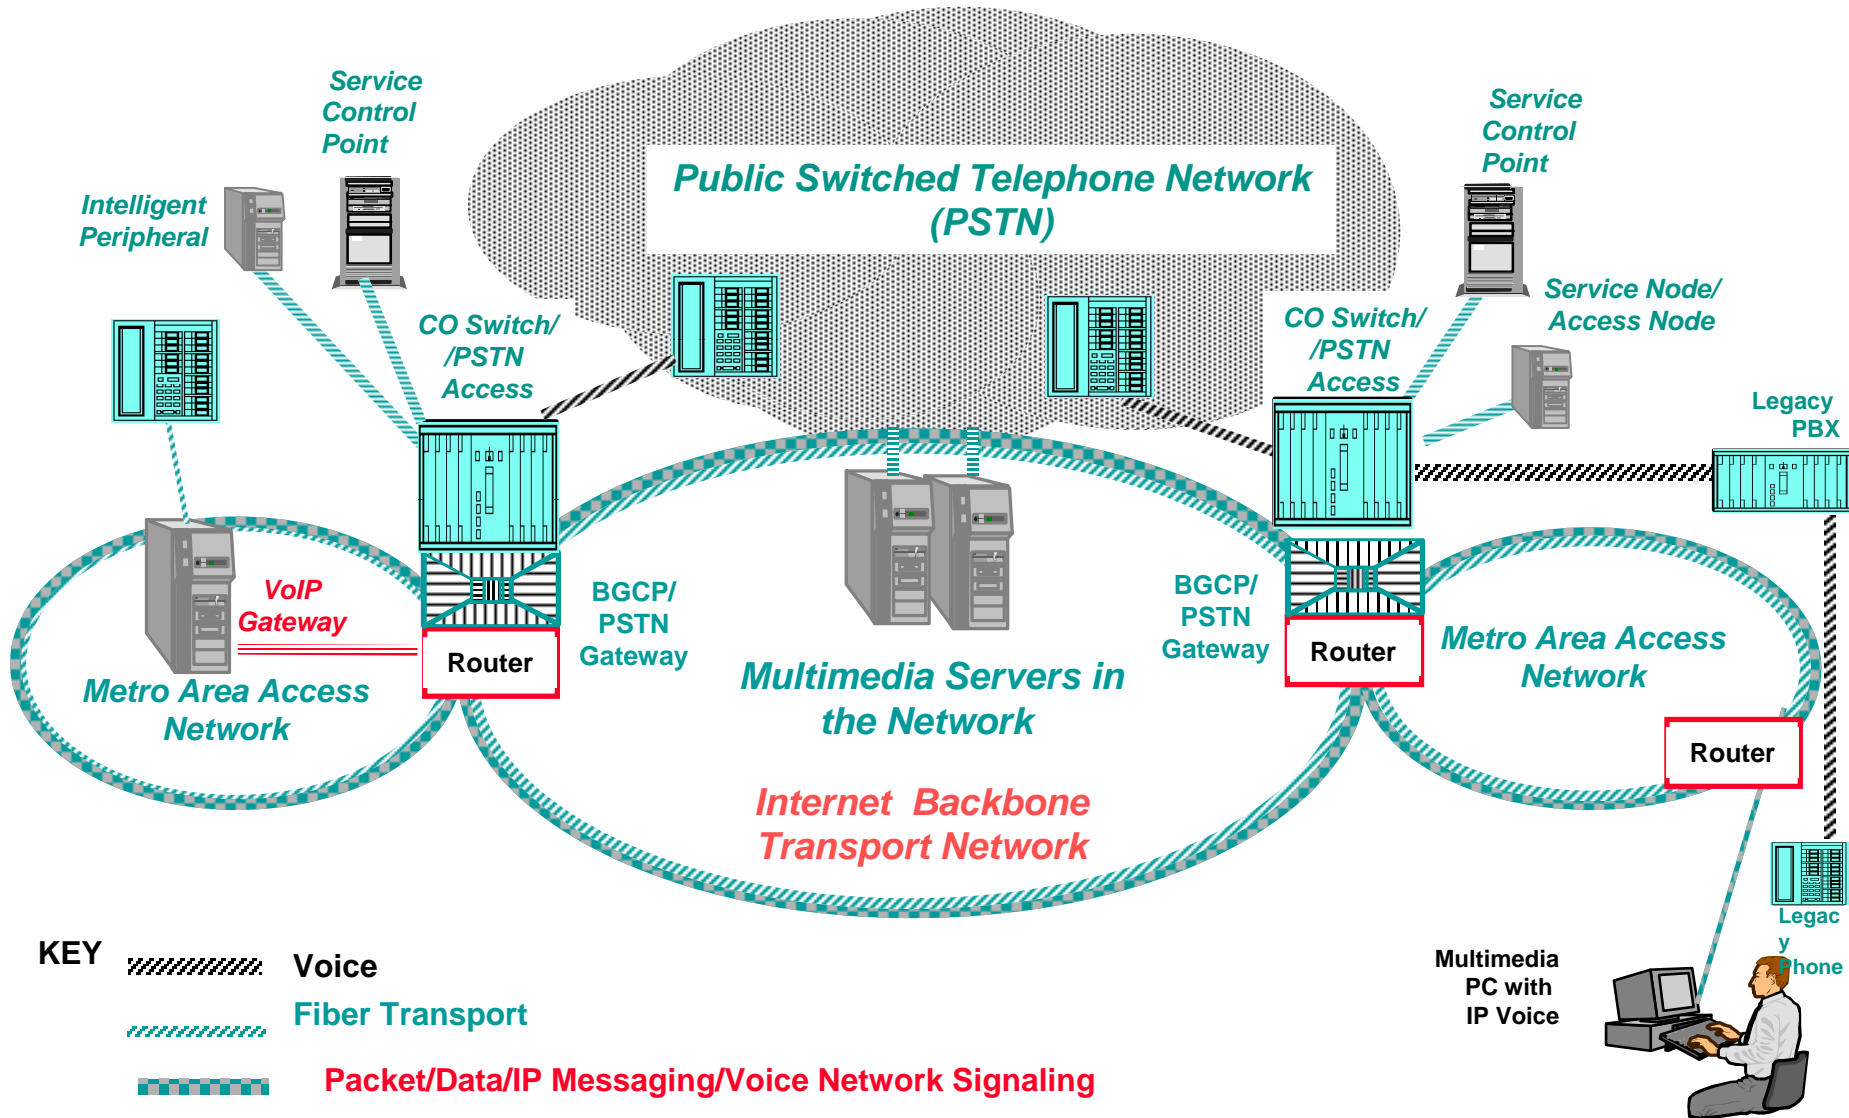 Service
Control
Point
Service
Control
Point
Public Switched Telephone Network
(PSTN)
Intelligent
Peripheral
Service Node/
Access Node
CO Switch/
/PSTN
Access
CO Switch/
/PSTN
Access
Legacy
PBX
VoIP
Gateway
BGCP/
PSTN
Gateway
BGCP/
PSTN
Gateway
Router
Router
Metro Area Access
Network
Multimedia Servers in
the Network
Metro Area Access
Network
Router
Internet  Backbone
Transport Network
Legac
y
Phone
KEY
Voice
Fiber Transport
Packet/Data/IP Messaging/Voice Network Signaling
Multimedia
PC with
IP Voice